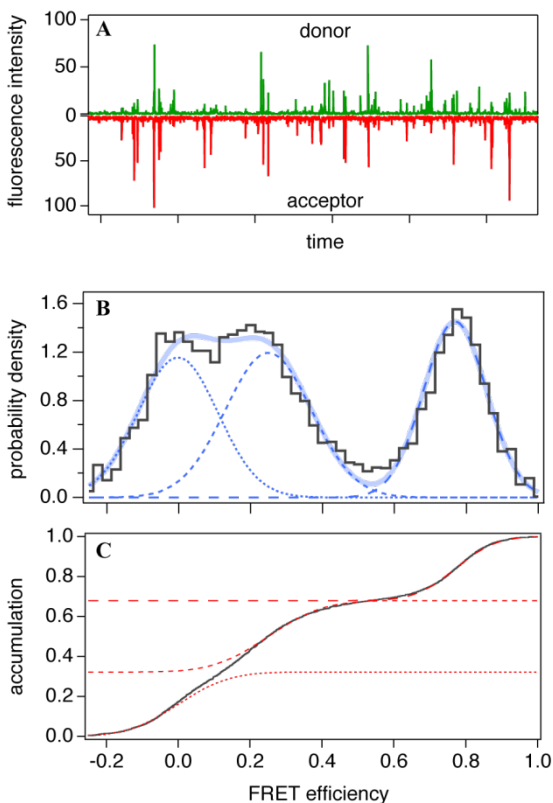 A
donor
100
50
0
50
100
fluorescence intensity
acceptor
time
B
1.6
1.2
0.8
0.4
0.0
probability density
C
1.0
0.8
0.6
0.4
0.2
0.0
accumulation
-0.2 0.0 0.2 0.4 0.6 0.8 1.0
FRET efficiency